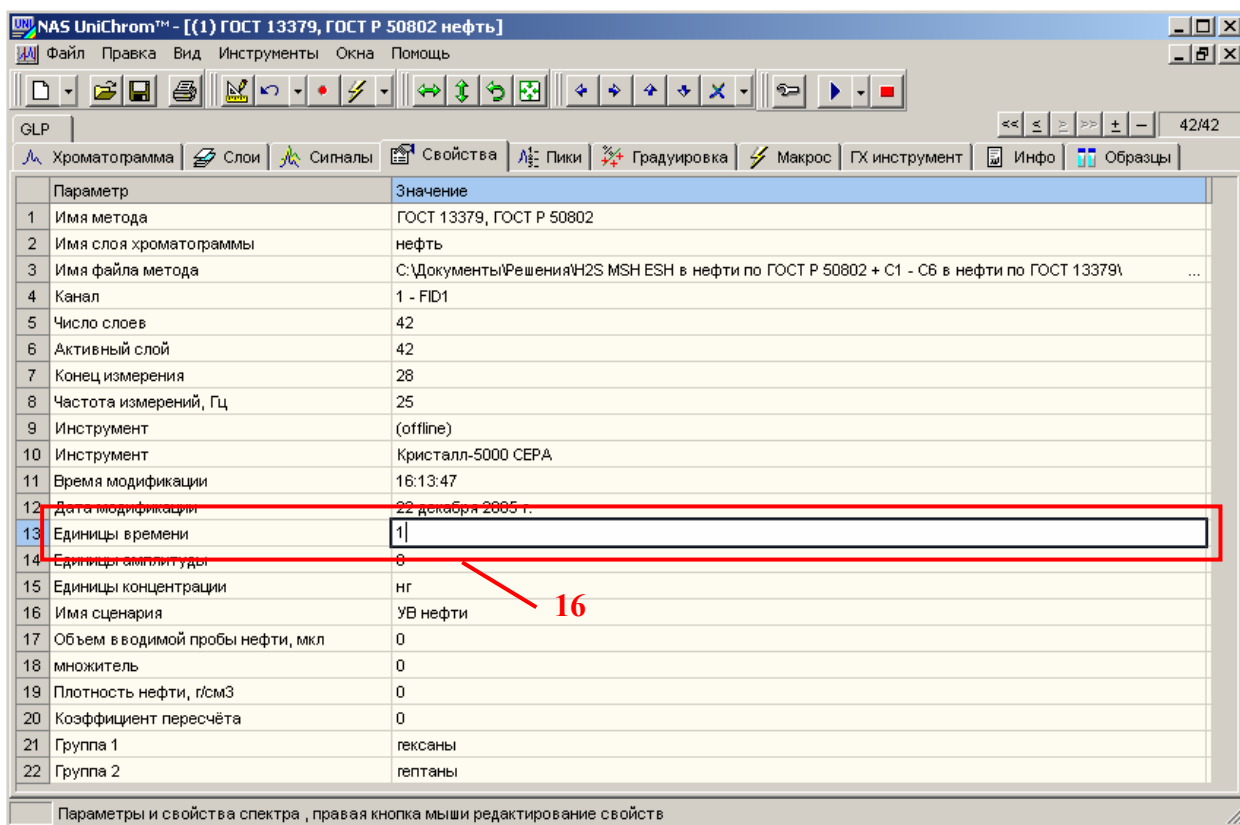 NAS UniChrom™ - [(1) ГОСТ 13379, ГОСТ Р 50802 нефть]
Файл Правка Вид Инструменты Окна Помощь
GLP << ≤ ≥ >> + − 42/42
Хроматограмма Слои Сигналы Свойства Пики Градуировка Макрос ГХ инструмент Инфо Образцы
Параметр Значение
1 Имя метода ГОСТ 13379, ГОСТ Р 50802
2 Имя слоя хроматограммы нефть
3 Имя файла метода C:\Документы\Решения\H2S MSH ESH в нефти по ГОСТ Р 50802 + C1 - C6 в нефти по ГОСТ 13379\ ...
4 Канал 1 - FID1
5 Число слоев 42
6 Активный слой 42
7 Конец измерения 28
8 Частота измерений, Гц 25
9 Инструмент (offline)
10 Инструмент Кристалл-5000 СЕРА
11 Время модификации 16:13:47
12 Дата модификации 22 декабря 2005 г.
13 Единицы времени 1
14 Единицы амплитуды 0
15 Единицы концентрации нг
16
16 Имя сценария УВ нефти
17 Объем вводимой пробы нефти, мкл 0
18 множитель 0
19 Плотность нефти, г/см3 0
20 Коэффициент пересчёта 0
21 Группа 1 гексаны
22 Группа 2 гептаны
Параметры и свойства спектра , правая кнопка мыши редактирование свойств